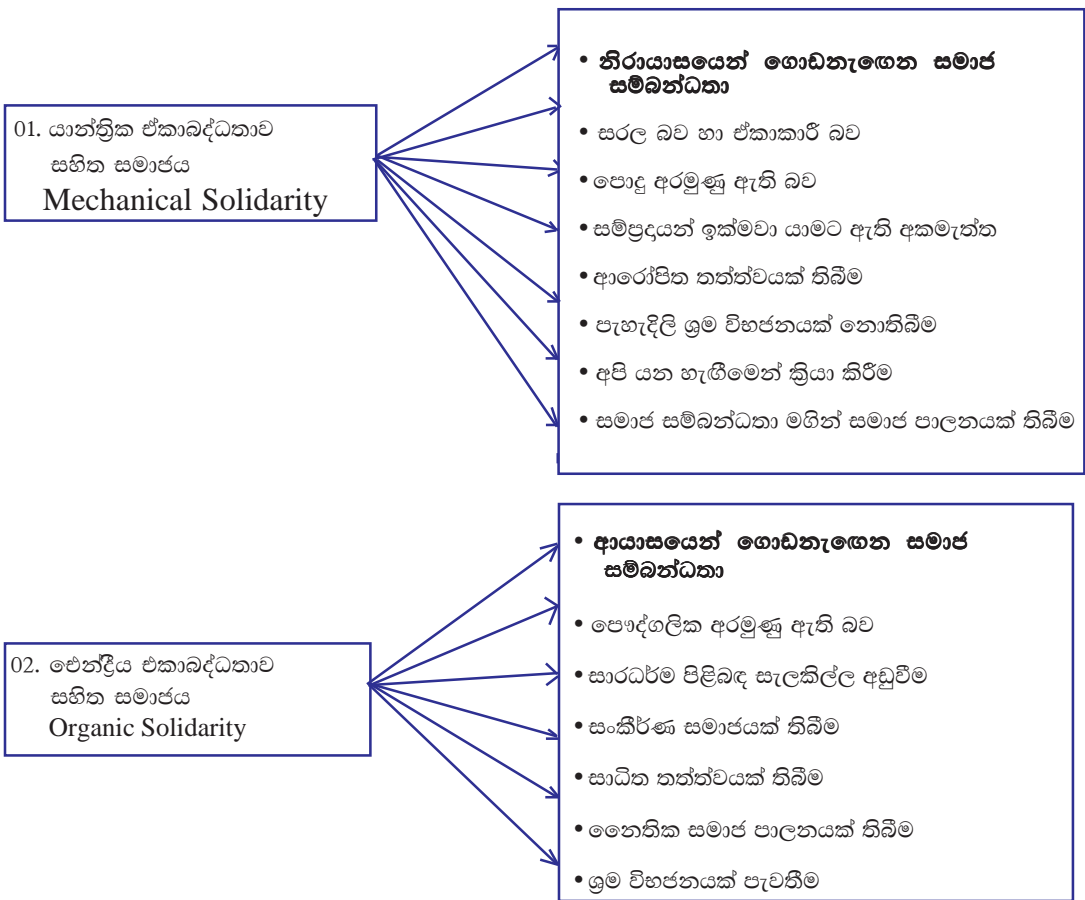 01. යාන්ත්‍රික ඒකාබද්ධතාව
සහිත සමාජය
Mechanical Solidarity
• නිරායාසයෙන් ගොඩනැඟෙන සමාජ
සම්බන්ධතා
• සරල බව හා ඒකාකාරී බව
• පොදු අරමුණු ඇති බව
• සම්ප්‍රදායන් ඉක්මවා යාමට ඇති අකමැත්ත
• ආරෝපිත තත්ත්වයක් තිබීම
• පැහැදිලි ශ්‍රම විභජනයක් නොතිබීම
• අපි යන හැඟීමෙන් ක්‍රියා කිරීම
• සමාජ සම්බන්ධතා මගින් සමාජ පාලනයක් තිබීම
02. ඓන්ද්‍රීය එකාබද්ධතාව
සහිත සමාජය
Organic Solidarity
• ආයාසයෙන් ගොඩනැඟෙන සමාජ
සම්බන්ධතා
• පෞද්ගලික අරමුණු ඇති බව
• සාරධර්ම පිළිබඳ සැලකිල්ල අඩුවීම
• සංකීර්ණ සමාජයක් තිබීම
• සාධිත තත්ත්වයක් තිබීම
• නෛතික සමාජ පාලනයක් තිබීම
• ශ්‍රම විභජනයක් පැවතීම